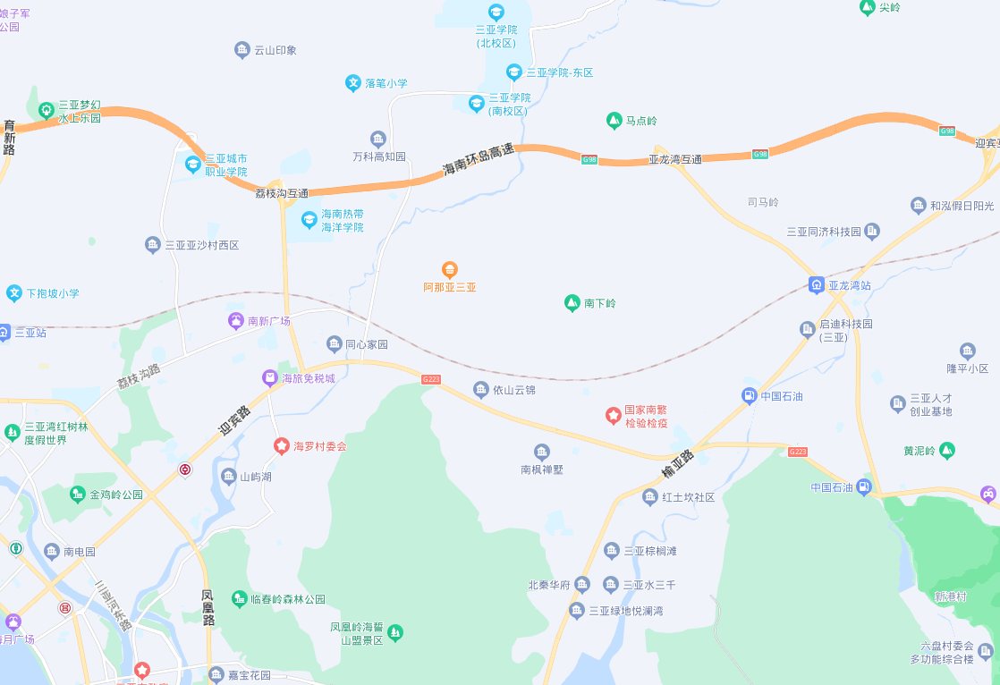 娘子军
公园
尖岭
三亚学院
(北校区)
云山印象
三亚学院-东区
落笔小学
三亚学院
(南校区)
三亚梦幻
水上乐园
马点岭
育新路
G98
迎宾互
万科高知园
海南环岛高速
G98
G98
亚龙湾互通
三亚城市
职业学院
荔枝沟互通
司马岭
和泓假日阳光
海南热带
海洋学院
三亚同济科技园
三亚亚沙村西区
阿那亚三亚
亚龙湾站
下抱坡小学
南下岭
南新广场
启迪科技园
(三亚)
三亚站
同心家园
隆平小区
荔枝沟路
海旅免税城
G223
依山云锦
中国石油
三亚人才
创业基地
国家南繁
检验检疫
迎宾路
三亚湾红树林
度假世界
海罗村委会
黄泥岭
G223
南枫禅墅
榆亚路
山屿湖
金鸡岭公园
中国石油
红土坎社区
南电园
三亚棕榈滩
三亚河东路
凤凰路
临春岭森林公园
北秦华府
三亚水三千
新港村
三亚绿地悦澜湾
凤凰岭海誓
山盟景区
月广场
六盘村委会
多功能综合楼
嘉宝花园